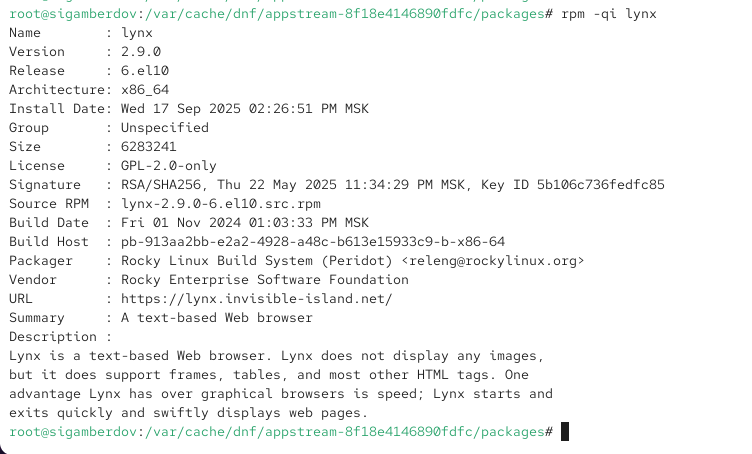 root@sigamberdov:/var/cache/dnf/appstream-8f18e4146890fdfc/packages# rpm -qi lynx
Name        : lynx
Version     : 2.9.0
Release     : 6.el10
Architecture: x86_64
Install Date: Wed 17 Sep 2025 02:26:51 PM MSK
Group       : Unspecified
Size        : 6283241
License     : GPL-2.0-only
Signature   : RSA/SHA256, Thu 22 May 2025 11:34:29 PM MSK, Key ID 5b106c736fedfc85
Source RPM  : lynx-2.9.0-6.el10.src.rpm
Build Date  : Fri 01 Nov 2024 01:03:33 PM MSK
Build Host  : pb-913aa2bb-e2a2-4928-a48c-b613e15933c9-b-x86-64
Packager    : Rocky Linux Build System (Peridot) <releng@rockylinux.org>
Vendor      : Rocky Enterprise Software Foundation
URL         : https://lynx.invisible-island.net/
Summary     : A text-based Web browser
Description :
Lynx is a text-based Web browser. Lynx does not display any images,
but it does support frames, tables, and most other HTML tags. One
advantage Lynx has over graphical browsers is speed; Lynx starts and
exits quickly and swiftly displays web pages.
root@sigamberdov:/var/cache/dnf/appstream-8f18e4146890fdfc/packages#